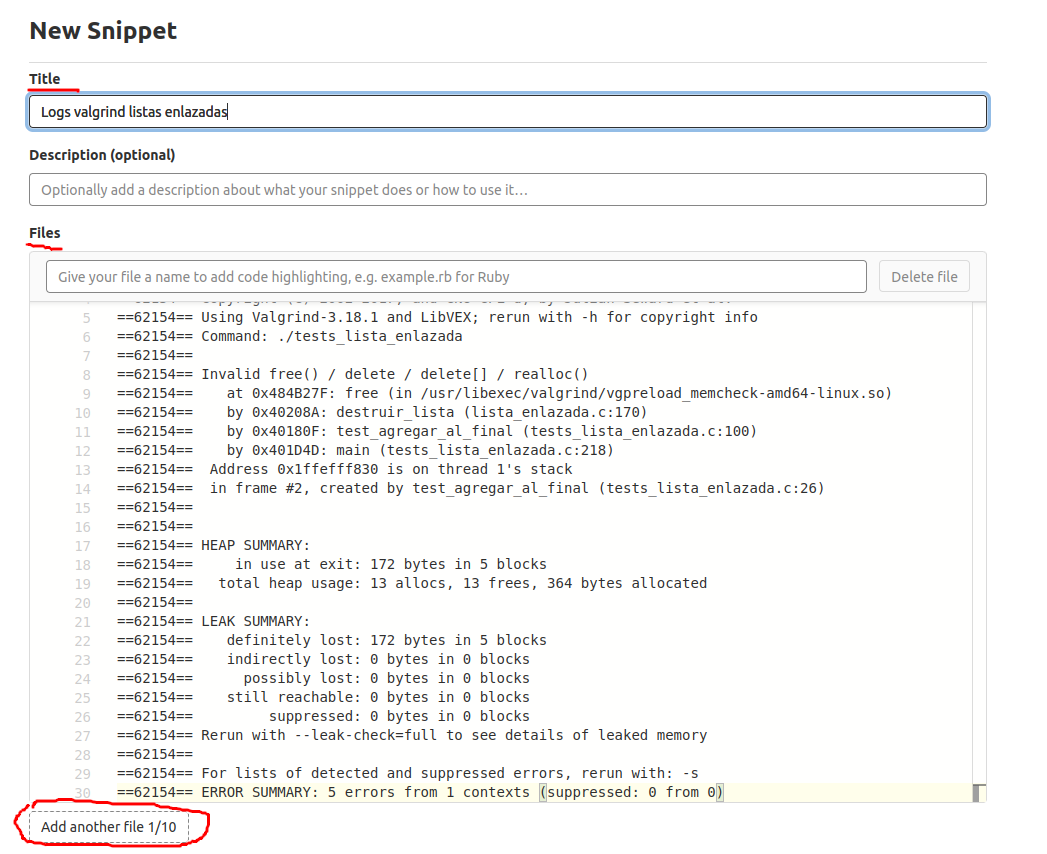 New Snippet
Title
Logs valgrind listas enlazadas
Description (optional)
Optionally add a description about what your snippet does or how to use it…
Files
Give your file a name to add code highlighting, e.g. example.rb for Ruby
Delete file
5 ==62154== Using Valgrind-3.18.1 and LibVEX; rerun with -h for copyright info
6 ==62154== Command: ./tests_lista_enlazada
7 ==62154==
8 ==62154== Invalid free() / delete / delete[] / realloc()
9 ==62154==    at 0x484B27F: free (in /usr/libexec/valgrind/vgpreload_memcheck-amd64-linux.so)
10 ==62154==    by 0x40208A: destruir_lista (lista_enlazada.c:170)
11 ==62154==    by 0x40180F: test_agregar_al_final (tests_lista_enlazada.c:100)
12 ==62154==    by 0x401D4D: main (tests_lista_enlazada.c:218)
13 ==62154==  Address 0x1ffefff830 is on thread 1's stack
14 ==62154==  in frame #2, created by test_agregar_al_final (tests_lista_enlazada.c:26)
15 ==62154==
16 ==62154==
17 ==62154== HEAP SUMMARY:
18 ==62154==     in use at exit: 172 bytes in 5 blocks
19 ==62154==   total heap usage: 13 allocs, 13 frees, 364 bytes allocated
20 ==62154==
21 ==62154== LEAK SUMMARY:
22 ==62154==    definitely lost: 172 bytes in 5 blocks
23 ==62154==    indirectly lost: 0 bytes in 0 blocks
24 ==62154==      possibly lost: 0 bytes in 0 blocks
25 ==62154==    still reachable: 0 bytes in 0 blocks
26 ==62154==         suppressed: 0 bytes in 0 blocks
27 ==62154== Rerun with --leak-check=full to see details of leaked memory
28 ==62154==
29 ==62154== For lists of detected and suppressed errors, rerun with: -s
30 ==62154== ERROR SUMMARY: 5 errors from 1 contexts (suppressed: 0 from 0)
Add another file 1/10